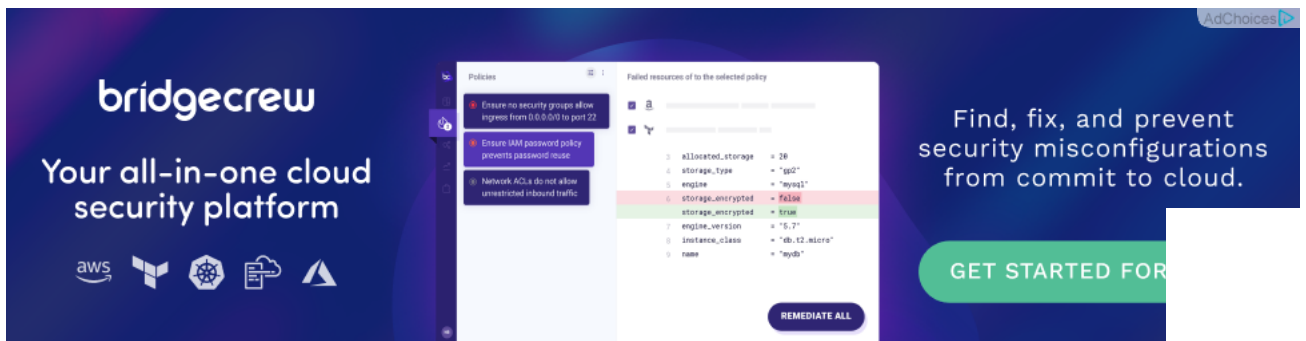 AdChoices
bridgecrew
Your all-in-one cloud
security platform
aws
bc
Policies
Ensure no security groups allow
ingress from 0.0.0.0/0 to port 22
Ensure IAM password policy
prevents password reuse
Network ACLs do not allow
unrestricted inbound traffic
Failed resources of to the selected policy
a
3 allocated_storage = 20
4 storage_type = "gp2"
5 engine = "mysql"
6 storage_encrypted = false
storage_encrypted = true
7 engine_version = "5.7"
8 instance_class = "db.t2.micro"
9 name = "mydb"
REMEDIATE ALL
Find, fix, and prevent
security misconfigurations
from commit to cloud.
GET STARTED FOR